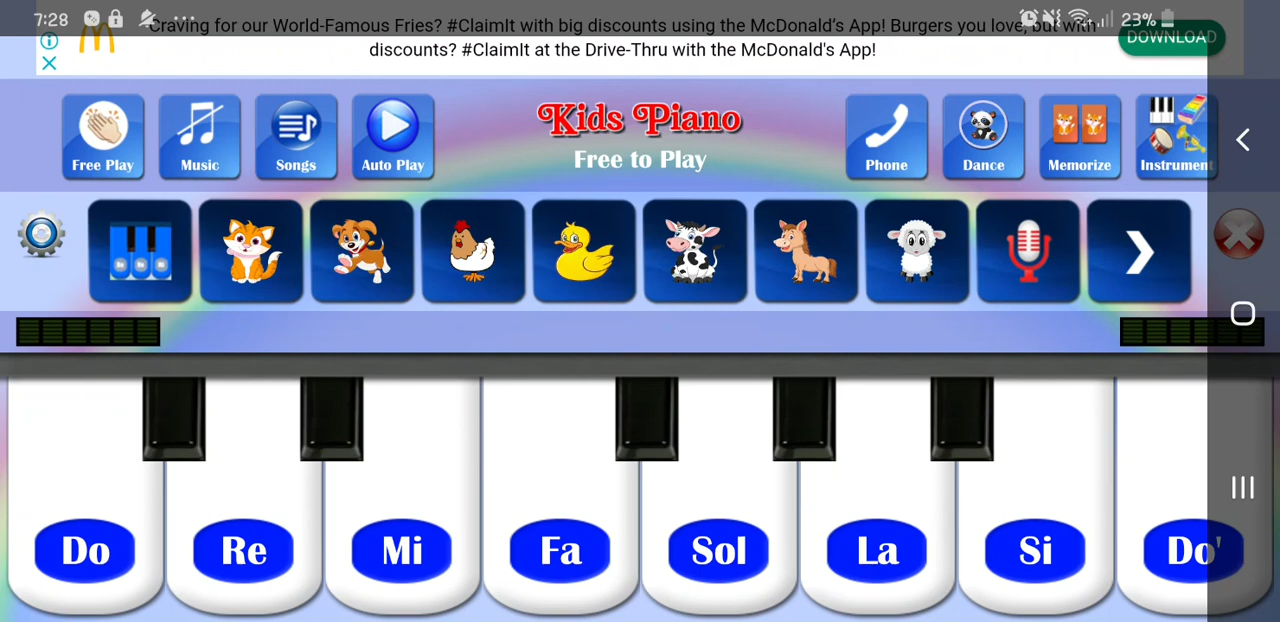 7:28
23%
Craving for our World-Famous Fries? #ClaimIt with big discounts using the McDonald's App! Burgers you love, but with
discounts? #ClaimIt at the Drive-Thru with the McDonald's App!
DOWNLOAD
Kids Piano
Free to Play
Free Play
Music
Songs
Auto Play
Phone
Dance
Memorize
Instrument
Do
Re
Mi
Fa
Sol
La
Si
Do'